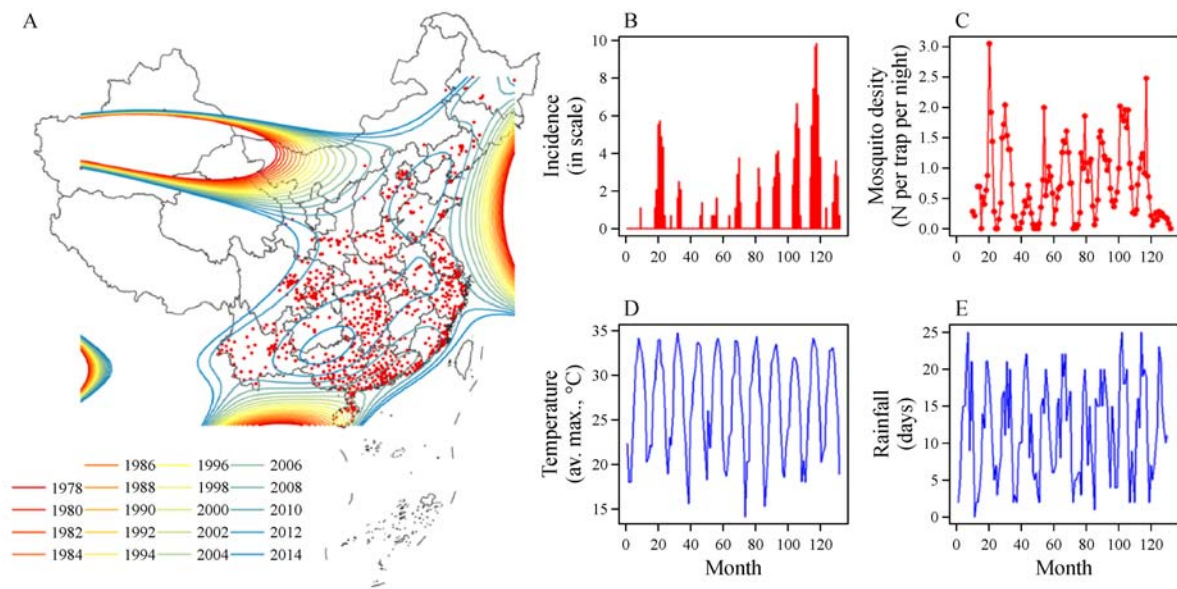 A
1986 1996 2006
1978 1988 1998 2008
1980 1990 2000 2010
1982 1992 2002 2012
1984 1994 2004 2014
B
Incidence
(in scale)
10
8
6
4
2
0
0 20 40 60 80 100 120
C
Mosquito desity
(N per trap per night)
3.0
2.5
2.0
1.5
1.0
0.5
0.0
0 20 40 60 80 100 120
D
Temperature
(av. max., °C)
35
30
25
20
15
0 20 40 60 80 100 120
Month
E
Rainfall
(days)
25
20
15
10
5
0
0 20 40 60 80 100 120
Month